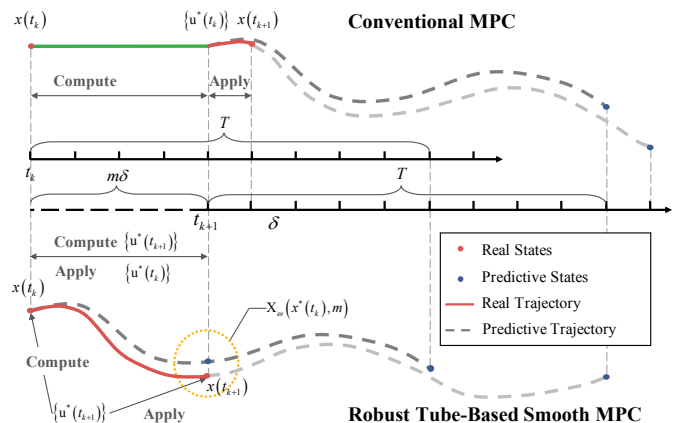 Conventional MPC
x(t_k)
{u*(t_k)} x(t_{k+1})
Compute
Apply
T
t_k
mδ
T
t_{k+1}
δ
Compute {u*(t_{k+1})}
Apply {u*(t_k)}
x(t_k)
X_ω(x*(t_k), m)
Real States
Predictive States
Real Trajectory
Predictive Trajectory
Compute
x(t_{k+1})
{u*(t_{k+1})}
Apply
Robust Tube-Based Smooth MPC